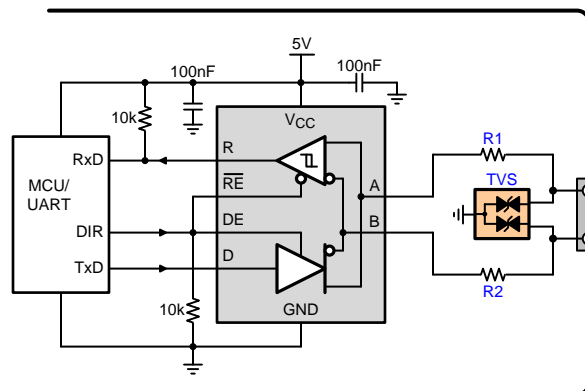 5V
100nF
100nF
10k
VCC
R1
RxD
R
TVS
MCU/
UART
RE
A
DIR
DE
B
TxD
D
10k
GND
R2